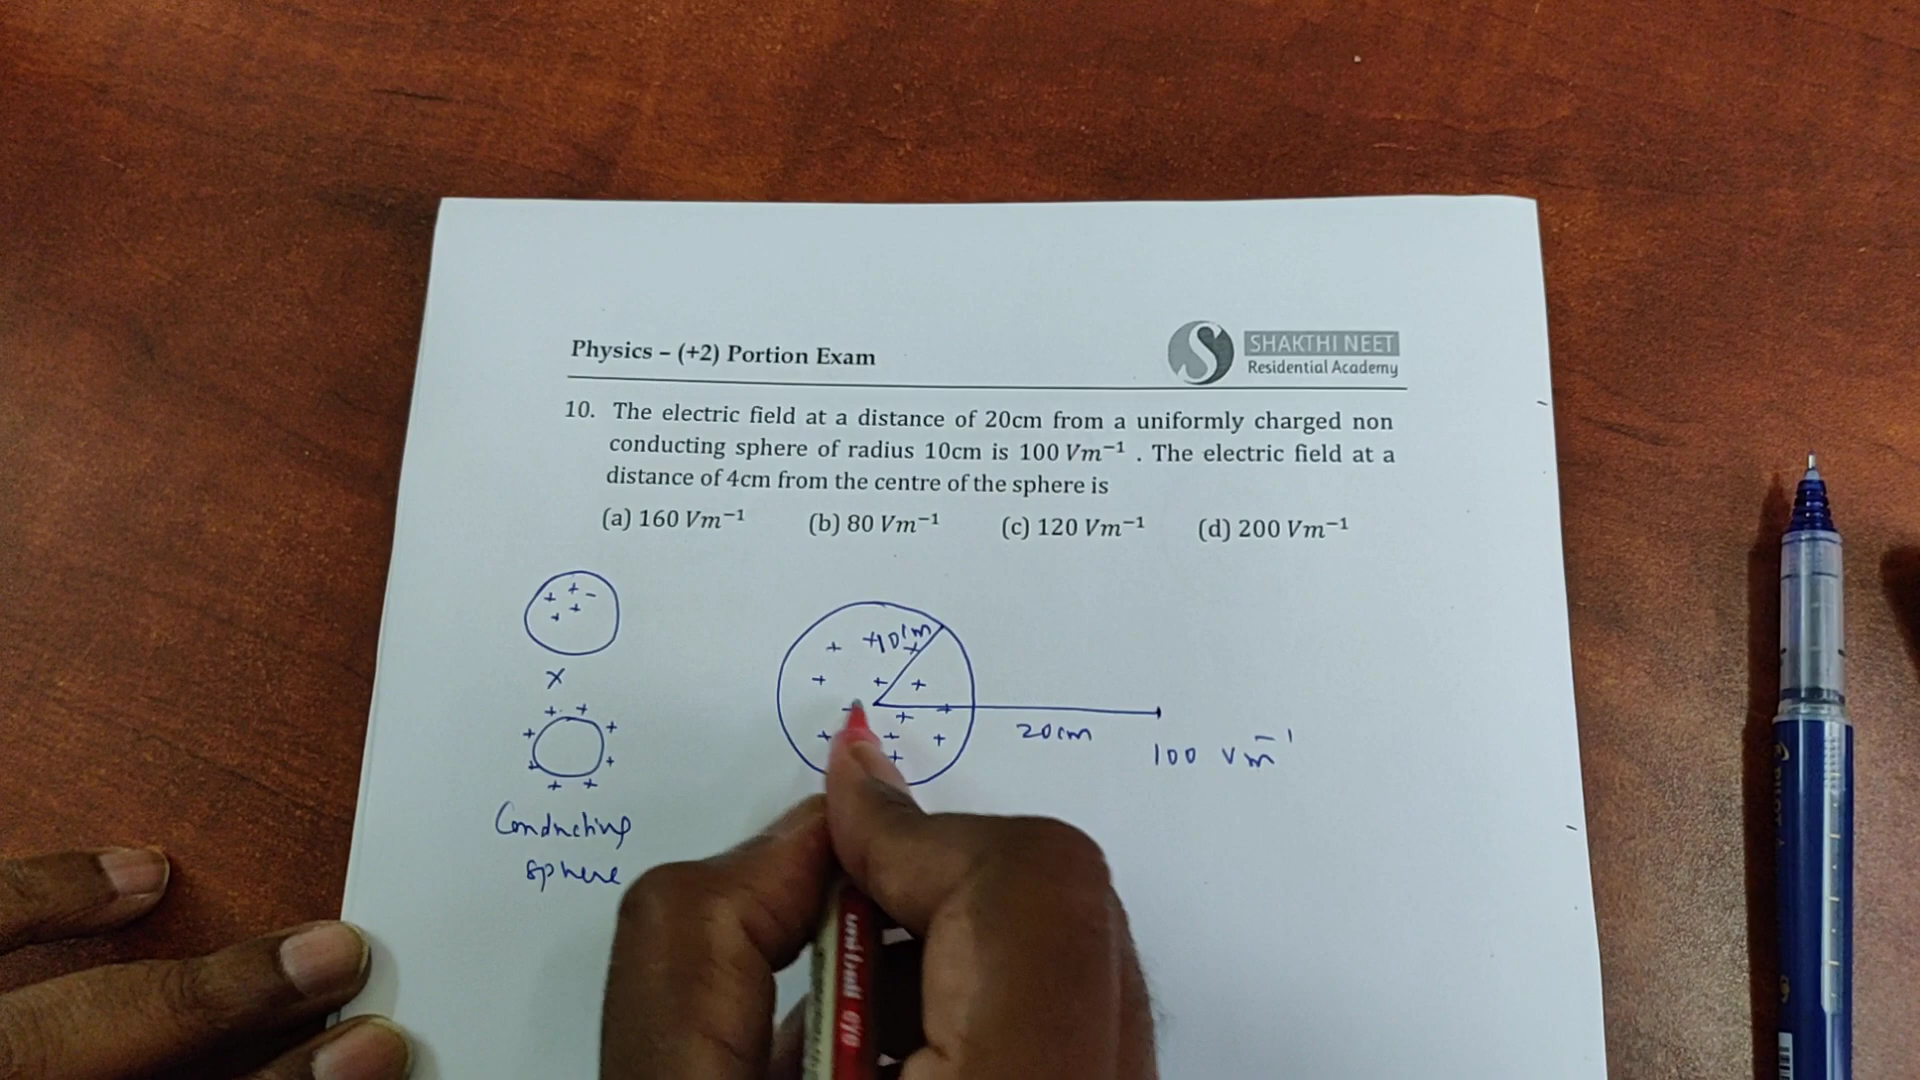 Physics – (+2) Portion Exam
SHAKTHI NEET
Residential Academy
10. The electric field at a distance of 20cm from a uniformly charged non
conducting sphere of radius 10cm is 100 Vm⁻¹ . The electric field at a
distance of 4cm from the centre of the sphere is
(a) 160 Vm⁻¹ (b) 80 Vm⁻¹ (c) 120 Vm⁻¹ (d) 200 Vm⁻¹
10cm
20cm
100 Vm⁻¹
Conducting
sphere
uniball eye